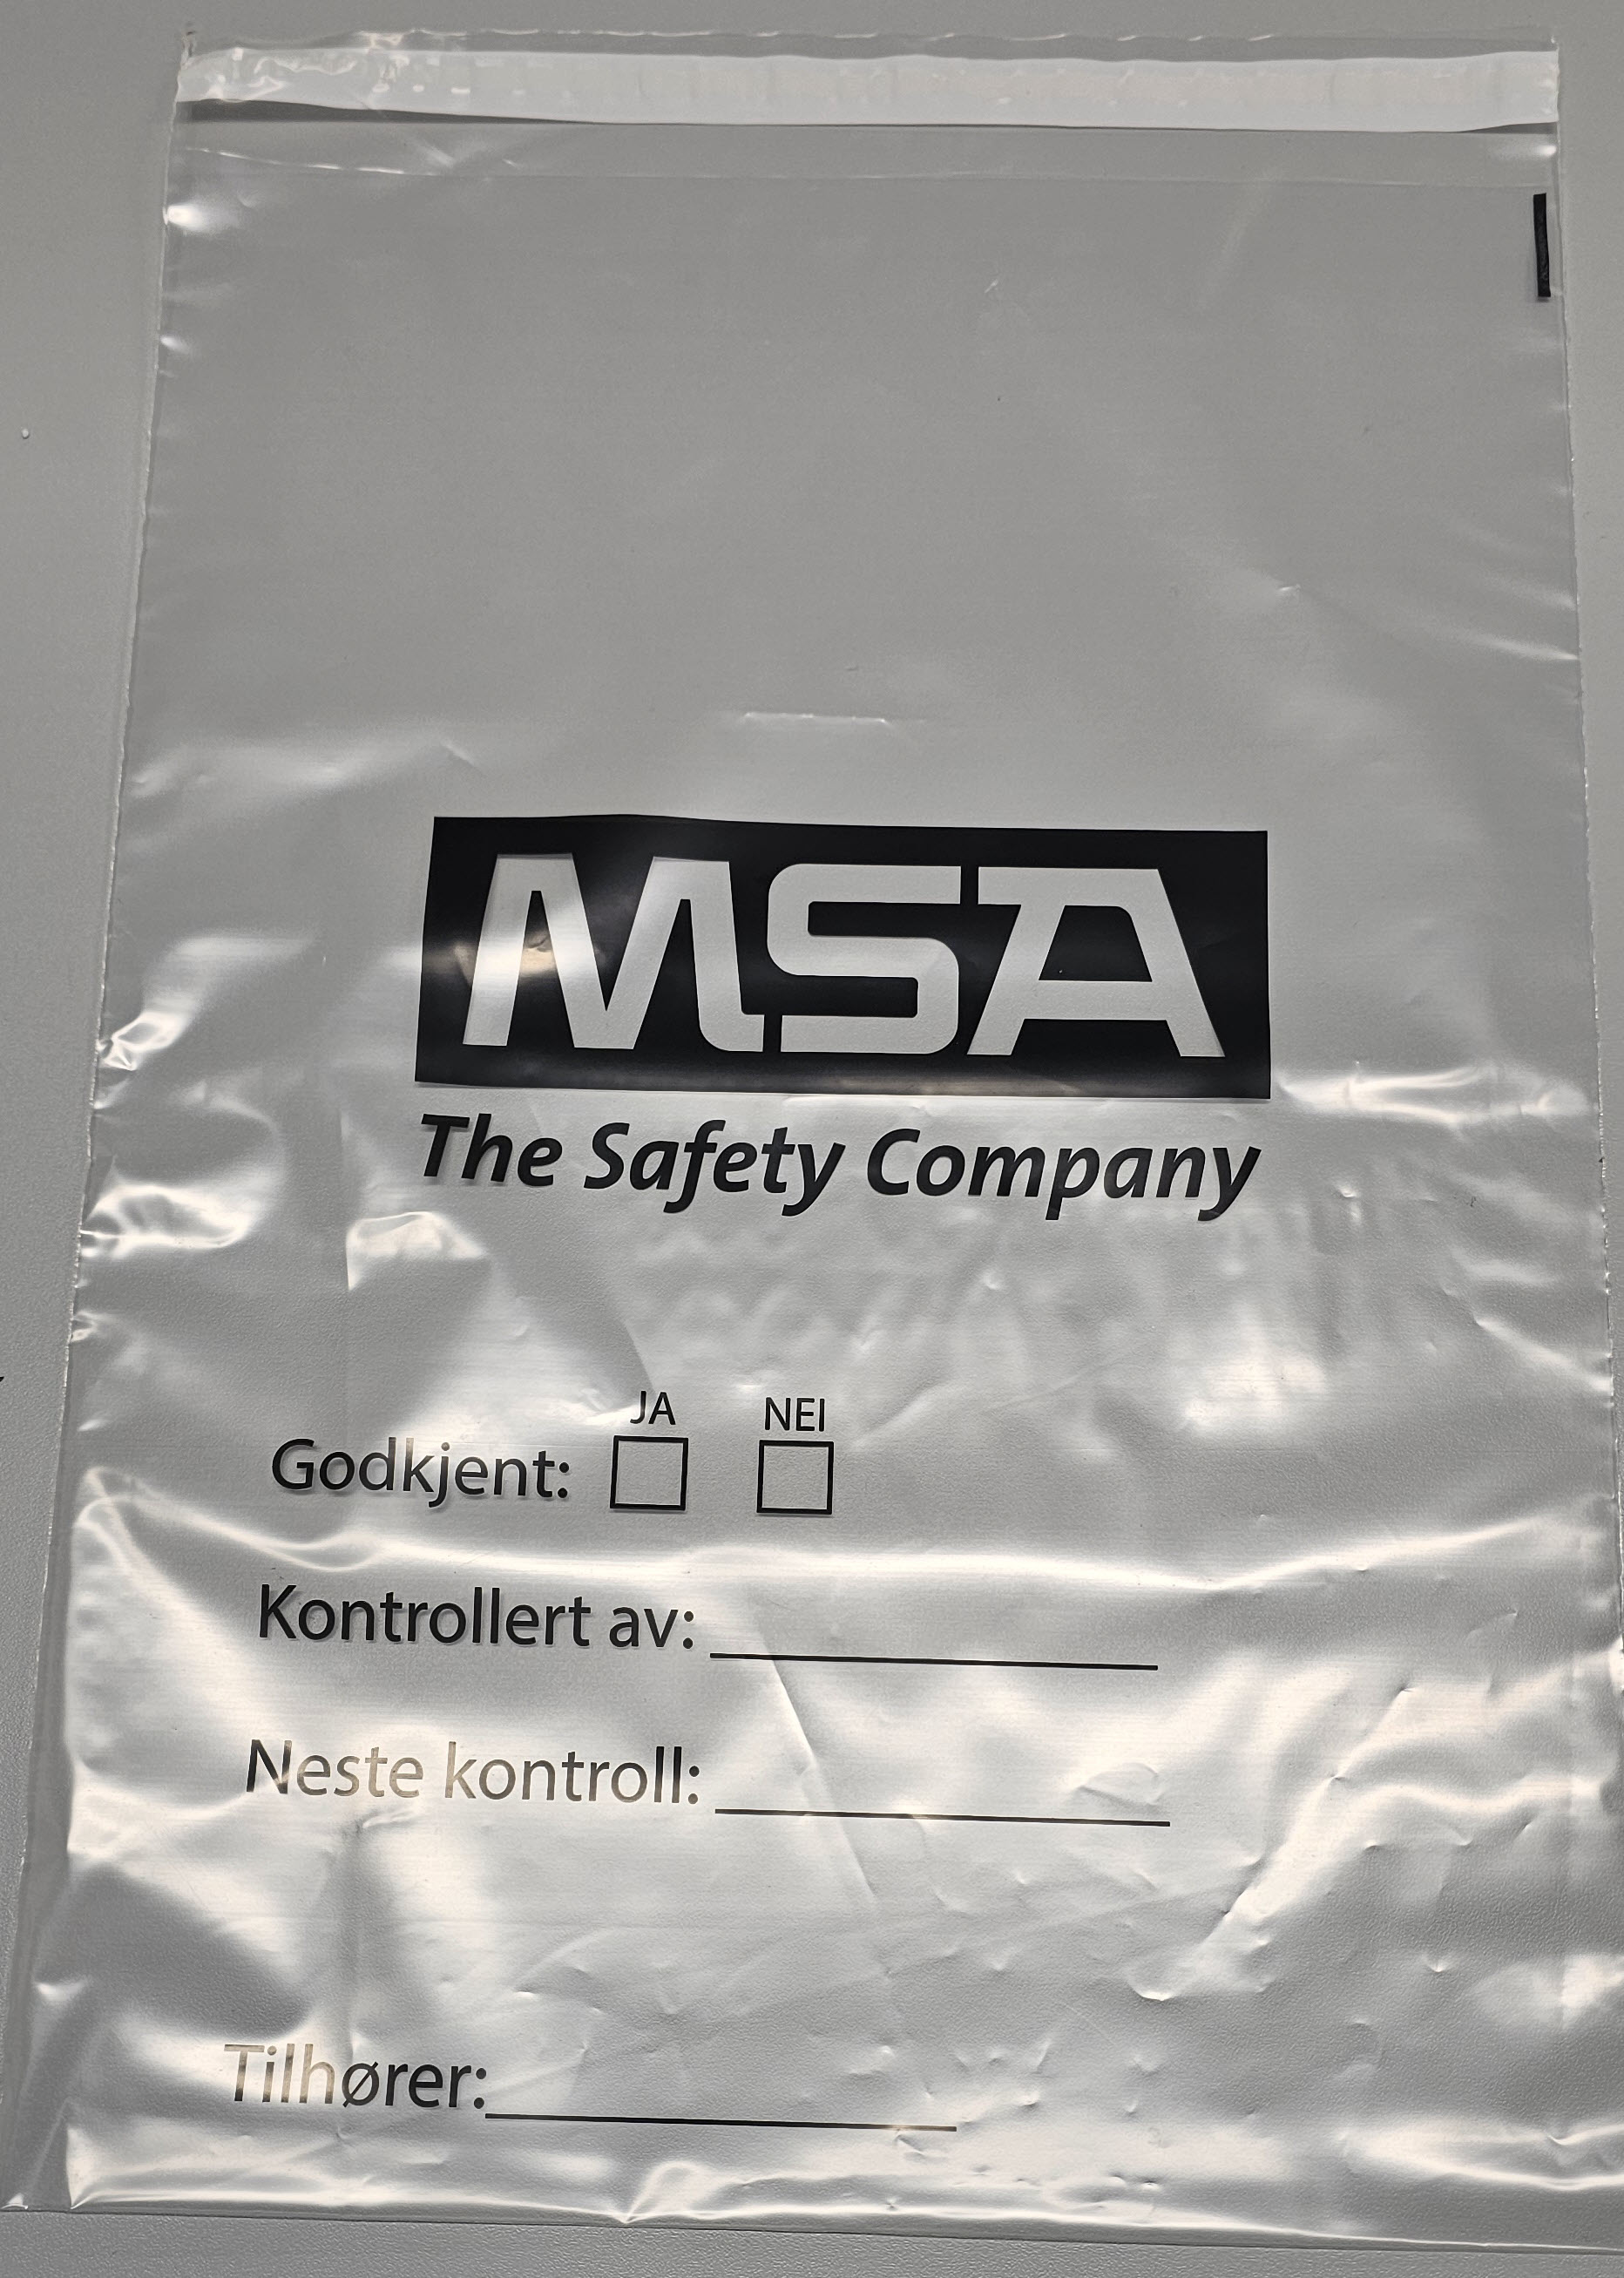 MSA
The Safety Company
JA NEI
Godkjent:
Kontrollert av:
Neste kontroll:
Tilhører: